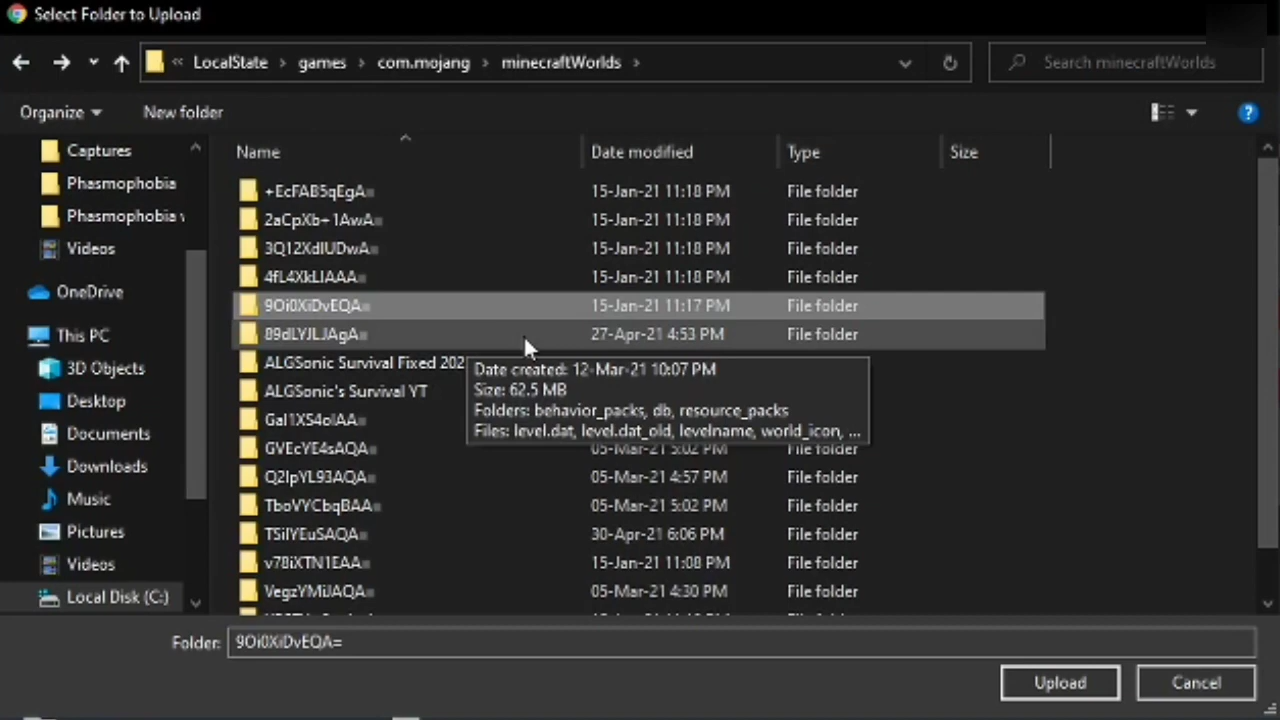 Select Folder to Upload
« LocalState › games › com.mojang › minecraftWorlds › Search minecraftWorlds
Organize New folder
Captures
Phasmophobia
Phasmophobia v
Videos
OneDrive
This PC
3D Objects
Desktop
Documents
Downloads
Music
Pictures
Videos
Local Disk (C:)
Name Date modified Type Size
+EcFAB5qEgA= 15-Jan-21 11:18 PM File folder
2aCpXb+1AwA= 15-Jan-21 11:18 PM File folder
3Q12XdIUDwA= 15-Jan-21 11:18 PM File folder
4fL4XkLIAAA= 15-Jan-21 11:18 PM File folder
9Oi0XiDvEQA= 15-Jan-21 11:17 PM File folder
89dLYJLJAgA= 27-Apr-21 4:53 PM File folder
ALGSonic Survival Fixed 202
ALGSonic's Survival YT
GaI1XS4oIAA=
GVEcYE4sAQA= 05-Mar-21 5:02 PM File folder
Q2IpYL93AQA= 05-Mar-21 4:57 PM File folder
TboVYCbqBAA= 05-Mar-21 5:02 PM File folder
TSilYEuSAQA= 30-Apr-21 6:06 PM File folder
v78iXTN1EAA= 15-Jan-21 11:08 PM File folder
VegzYMiJAQA= 05-Mar-21 4:30 PM File folder
Date created: 12-Mar-21 10:07 PM
Size: 62.5 MB
Folders: behavior_packs, db, resource_packs
Files: level.dat, level.dat_old, levelname, world_icon, ...
Folder: 9Oi0XiDvEQA=
Upload Cancel